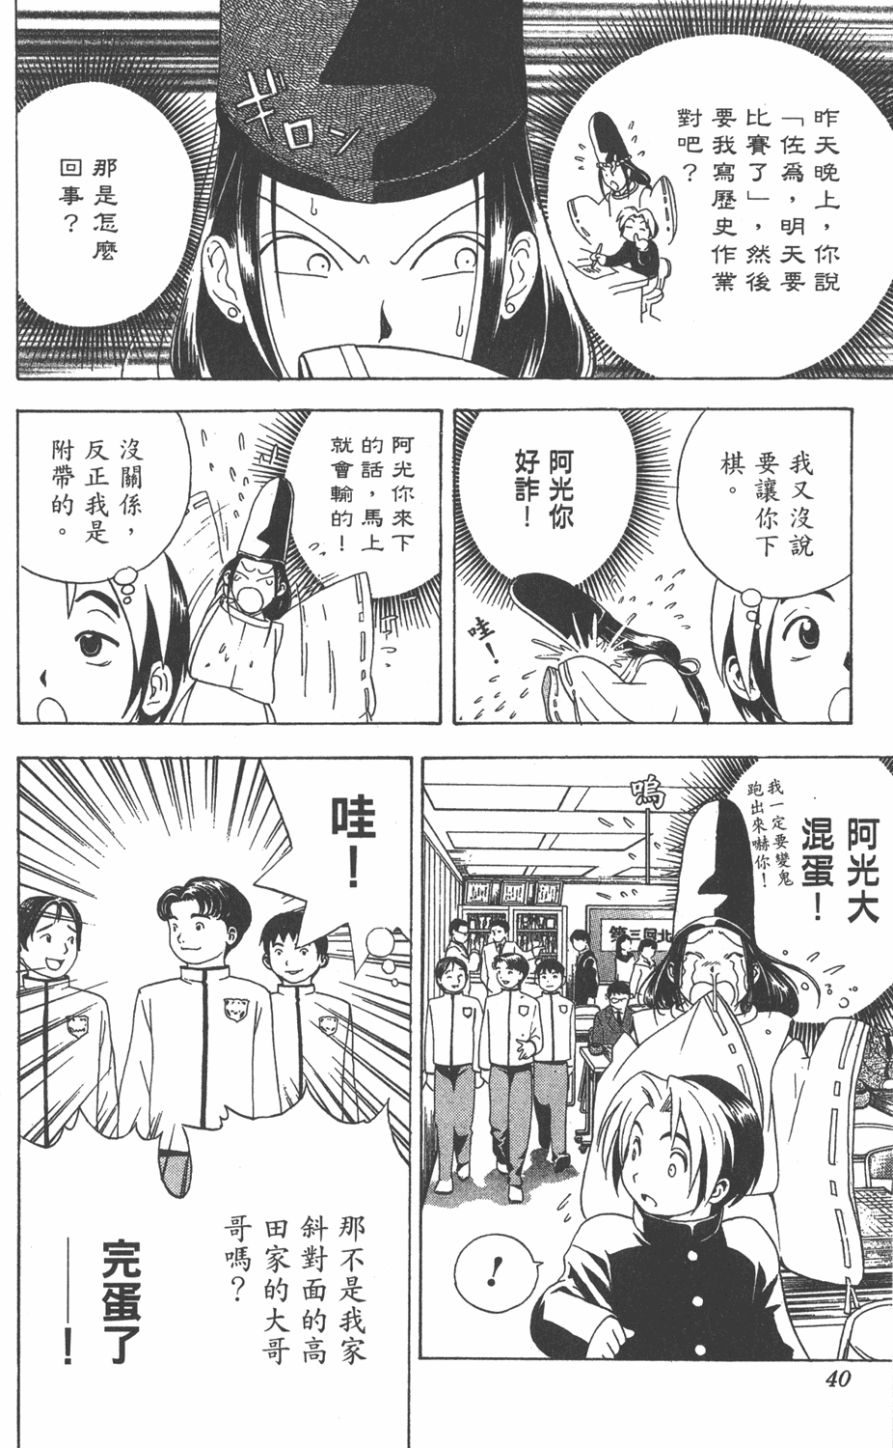 昨天晚上，你說
「佐為，明天要
比賽了」，然後
要我寫歷史作業
對吧？
ギロン
那是怎麼
回事？
我又沒說
要讓你下
棋。
阿光你
好詐！
哇！
阿光你來下
的話，馬上
就會輸的！
沒關係，
反正我是
附帶的。
阿光大
混蛋！
我一定要變鬼
跑出來嚇你！
嗚
第三回北
！
哇！
那不是我家
斜對面的高
田家的大哥
哥嗎？
完蛋了
——！
40